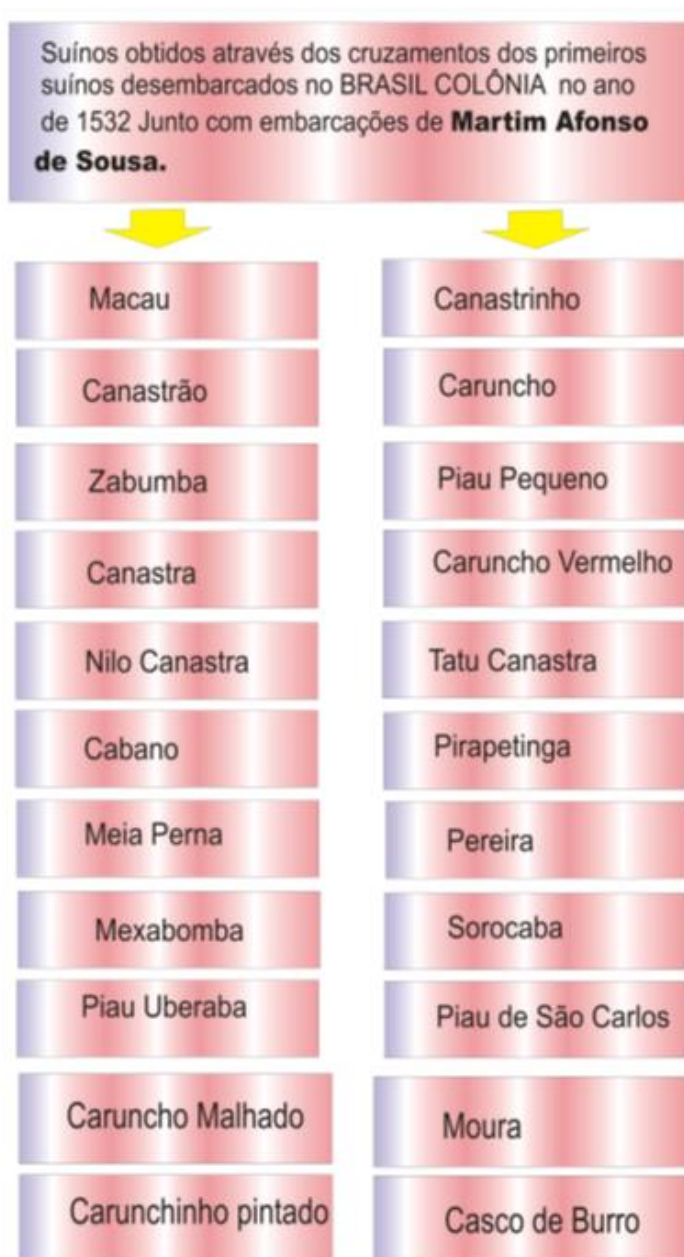 Suínos obtidos através dos cruzamentos dos primeiros
suínos desembarcados no BRASIL COLÔNIA no ano
de 1532 Junto com embarcações de Martim Afonso
de Sousa.
Macau
Canastrão
Zabumba
Canastra
Nilo Canastra
Cabano
Meia Perna
Mexabomba
Piau Uberaba
Caruncho Malhado
Carunchinho pintado
Canastrinho
Caruncho
Piau Pequeno
Caruncho Vermelho
Tatu Canastra
Pirapetinga
Pereira
Sorocaba
Piau de São Carlos
Moura
Casco de Burro